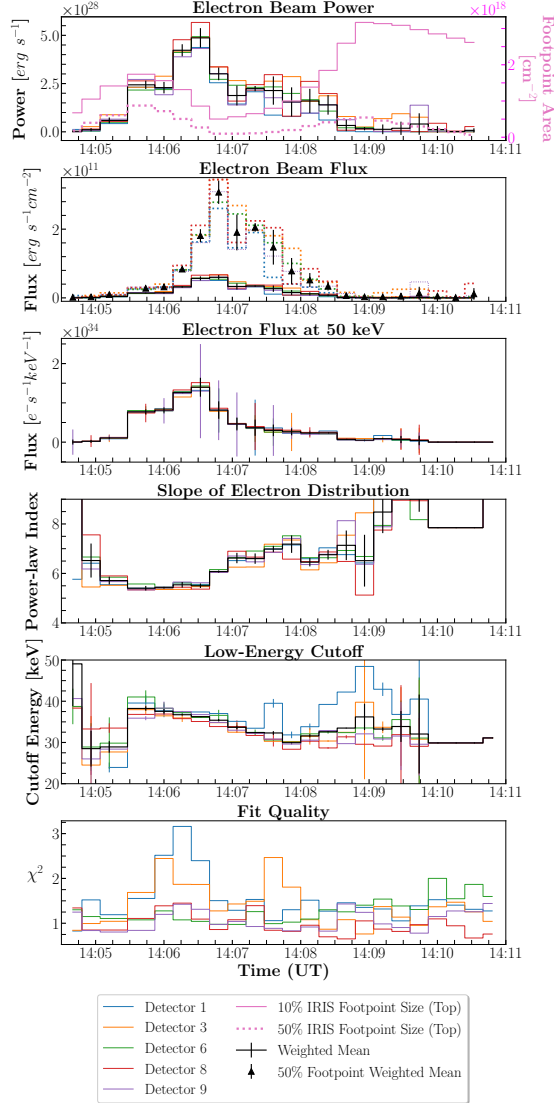 Electron Beam Power
×10^28
×10^18
Power [erg s^−1]
5.0
2.5
0.0
Footpoint Area [cm^−2]
2
0
14:05 14:06 14:07 14:08 14:09 14:10 14:11
Electron Beam Flux
×10^11
Flux [erg s^−1cm^−2]
2
0
14:05 14:06 14:07 14:08 14:09 14:10 14:11
Electron Flux at 50 keV
×10^34
Flux [e^−s^−1keV^−1]
2
0
14:05 14:06 14:07 14:08 14:09 14:10 14:11
Slope of Electron Distribution
Power-law Index
8
6
4
14:05 14:06 14:07 14:08 14:09 14:10 14:11
Low-Energy Cutoff
Cutoff Energy [keV]
50
40
30
20
14:05 14:06 14:07 14:08 14:09 14:10 14:11
Fit Quality
χ^2
3
2
1
14:05 14:06 14:07 14:08 14:09 14:10 14:11
Time (UT)
Detector 1
Detector 3
Detector 6
Detector 8
Detector 9
10% IRIS Footpoint Size (Top)
50% IRIS Footpoint Size (Top)
Weighted Mean
50% Footpoint Weighted Mean